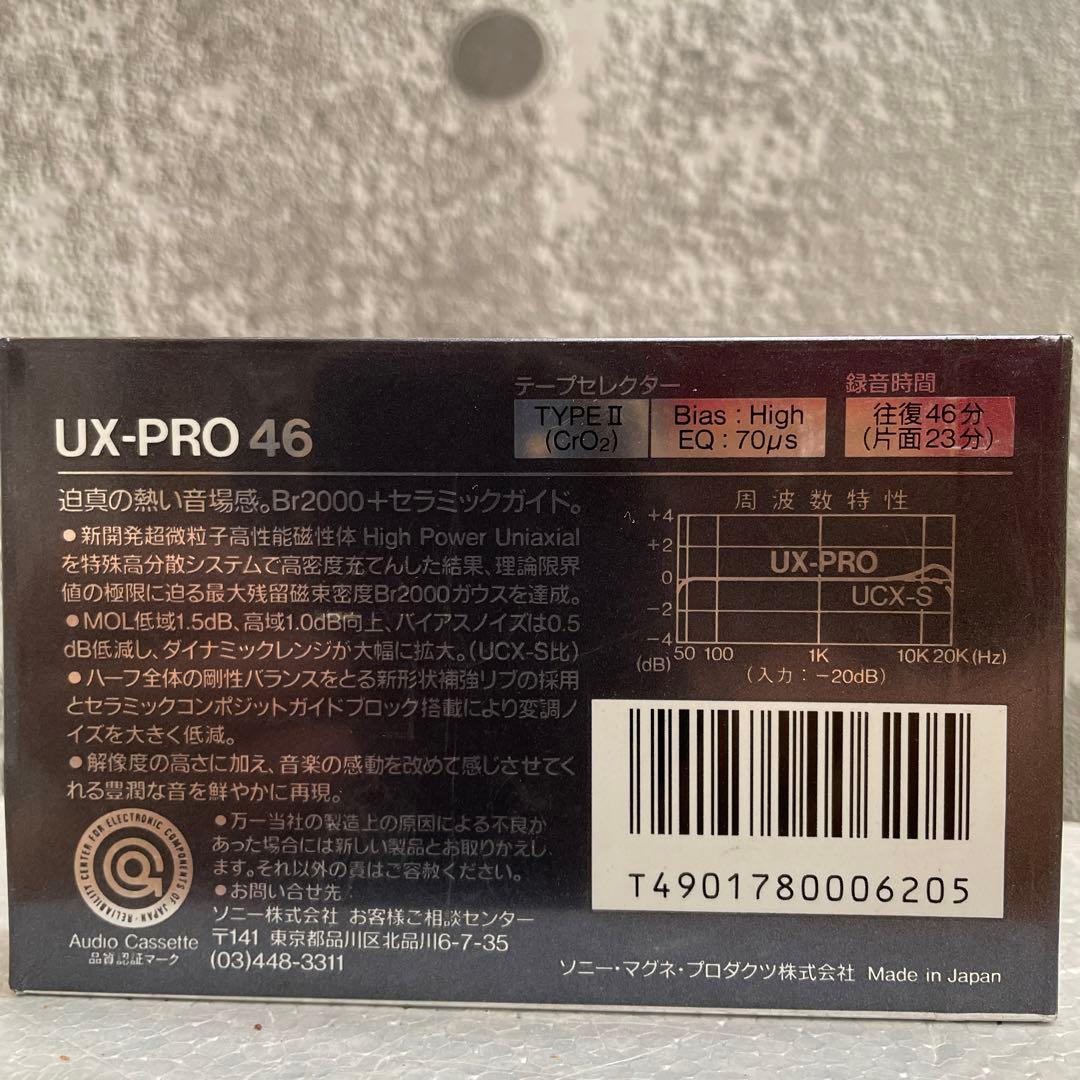 テープセレクター
録音時間
UX-PRO 46
TYPE II
(CrO₂)
Bias : High
EQ : 70μs
往復46分
(片面23分)
迫真の熱い音場感。Br2000+セラミックガイド。
●新開発超微粒子高性能磁性体 High Power Uniaxial
を特殊高分散システムで高密度充てんした結果、理論限界
値の極限に迫る最大残留磁束密度Br2000ガウスを達成。
●MOL低域1.5dB、高域1.0dB向上、バイアスノイズは0.5
dB低減し、ダイナミックレンジが大幅に拡大。(UCX-S比)
●ハーフ全体の剛性バランスをとる新形状補強リブの採用
とセラミックコンポジットガイドブロック搭載により変調ノ
イズを大きく低減。
●解像度の高さに加え、音楽の感動を改めて感じさせてく
れる豊潤な音を鮮やかに再現。
周波数特性
+4
+2
0
−2
−4
(dB)
UX-PRO
UCX-S
50 100 1K 10K 20K (Hz)
(入力：−20dB)
T4901780006205
RELIABILITY CENTER FOR ELECTRONIC COMPONENTS OF JAPAN
Audio Cassette
品質認証マーク
●万一当社の製造上の原因による不良が
あった場合には新しい製品とお取りかえし
ます。それ以外の責はご容赦ください。
●お問い合せ先：
ソニー株式会社 お客様ご相談センター
〒141 東京都品川区北品川6-7-35
(03)448-3311
ソニー・マグネ・プロダクツ株式会社 Made in Japan